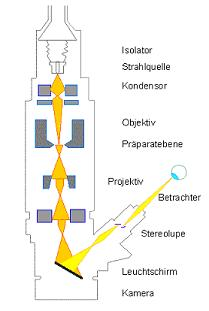 Isolator
Strahlquelle
Kondensor
Objektiv
Präparatebene
Projektiv
Betrachter
Stereolupe
Leuchtschirm
Kamera